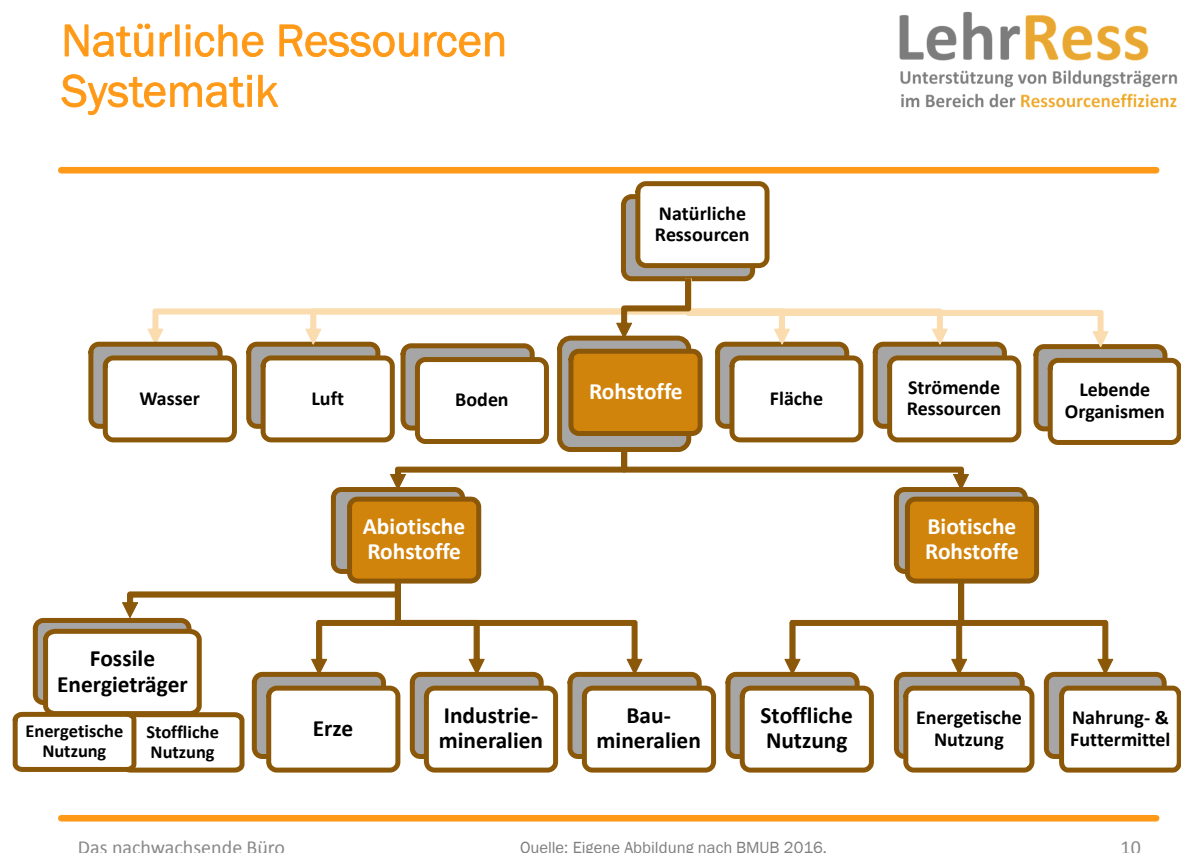 Natürliche Ressourcen
Systematik
LehrRess
Unterstützung von Bildungsträgern
im Bereich der Ressourceneffizienz
Natürliche
Ressourcen
Wasser
Luft
Boden
Rohstoffe
Fläche
Strömende
Ressourcen
Lebende
Organismen
Abiotische
Rohstoffe
Biotische
Rohstoffe
Fossile
Energieträger
Energetische
Nutzung
Stoffliche
Nutzung
Erze
Industrie-
mineralien
Bau-
mineralien
Stoffliche
Nutzung
Energetische
Nutzung
Nahrung- &
Futtermittel
Das nachwachsende Büro
Quelle: Eigene Abbildung nach BMUB 2016.
10